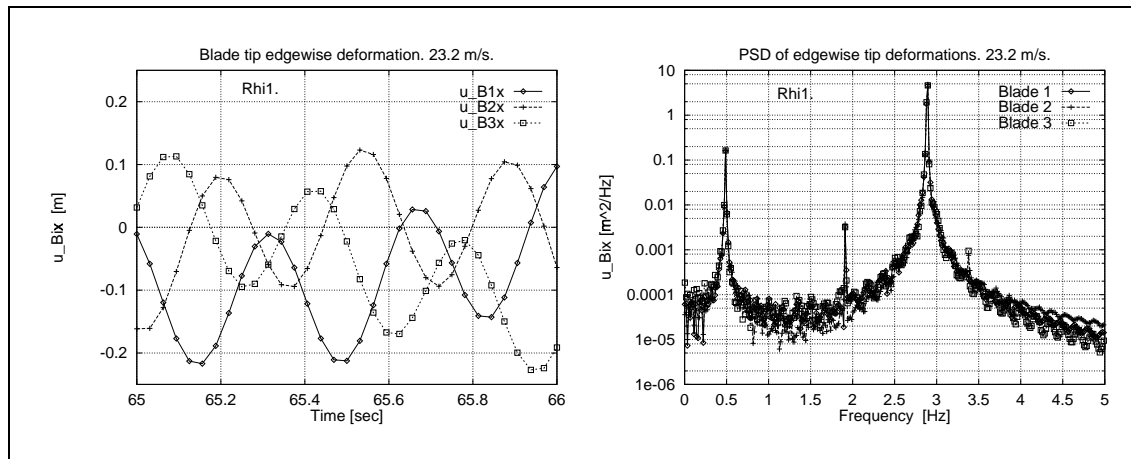 Blade tip edgewise deformation. 23.2 m/s.
Rhi1.
u_B1x
u_B2x
u_B3x
0.2
0.1
0
-0.1
-0.2
u_Bix [m]
65
65.2
65.4
65.6
65.8
66
Time [sec]
PSD of edgewise tip deformations. 23.2 m/s.
Rhi1.
Blade 1
Blade 2
Blade 3
10
1
0.1
0.01
0.001
0.0001
1e-05
1e-06
u_Bix [m^2/Hz]
0
0.5
1
1.5
2
2.5
3
3.5
4
4.5
5
Frequency [Hz]